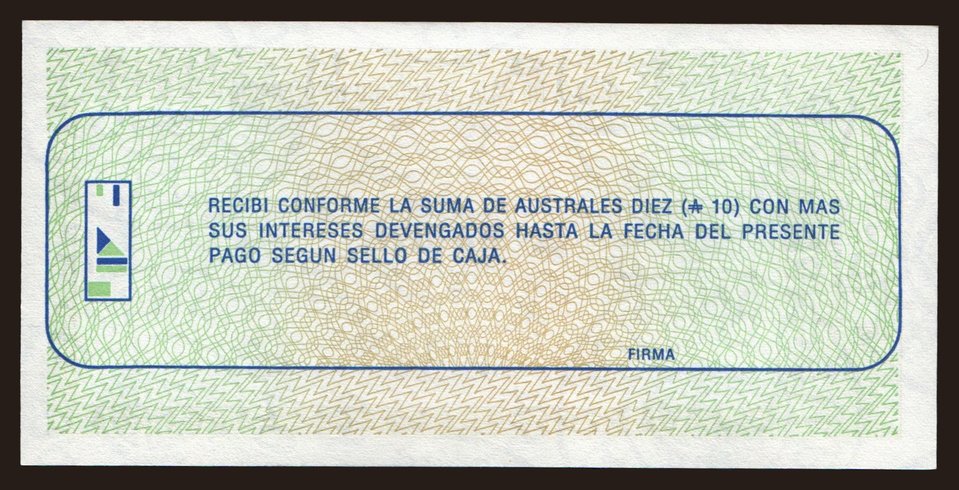 RECIBI CONFORME LA SUMA DE AUSTRALES DIEZ (₳ 10) CON MAS
SUS INTERESES DEVENGADOS HASTA LA FECHA DEL PRESENTE
PAGO SEGUN SELLO DE CAJA.
FIRMA